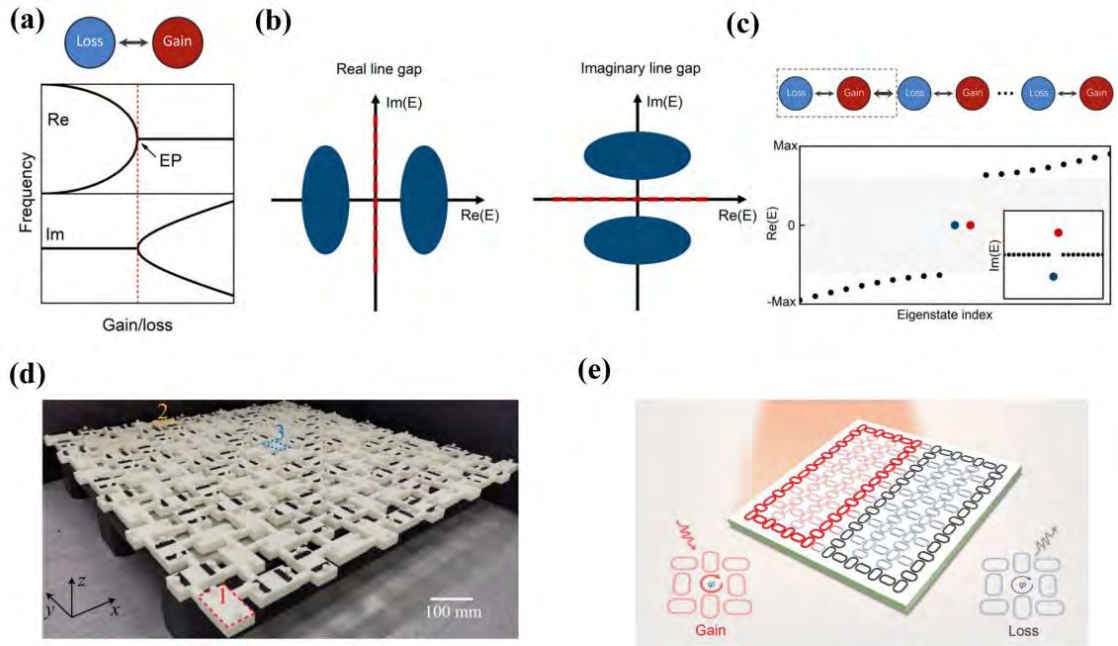 (a)
Loss Gain
Re
EP
Frequency
Im
Gain/loss
(b)
Real line gap
Im(E)
Re(E)
Imaginary line gap
Im(E)
Re(E)
(c)
Loss Gain Loss Gain ··· Loss Gain
Max
Re(E)
0
-Max
Im(E)
Eigenstate index
(d)
2
3
1
z
y
x
100 mm
(e)
φ
Gain
φ
Loss